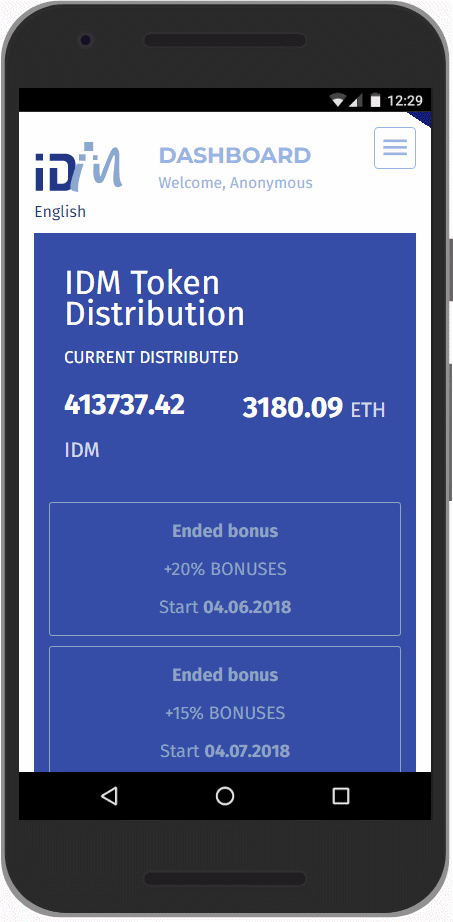 12:29
iDM
DASHBOARD
Welcome, Anonymous
English
IDM Token
Distribution
CURRENT DISTRIBUTED
413737.42
3180.09 ETH
IDM
Ended bonus
+20% BONUSES
Start 04.06.2018
Ended bonus
+15% BONUSES
Start 04.07.2018